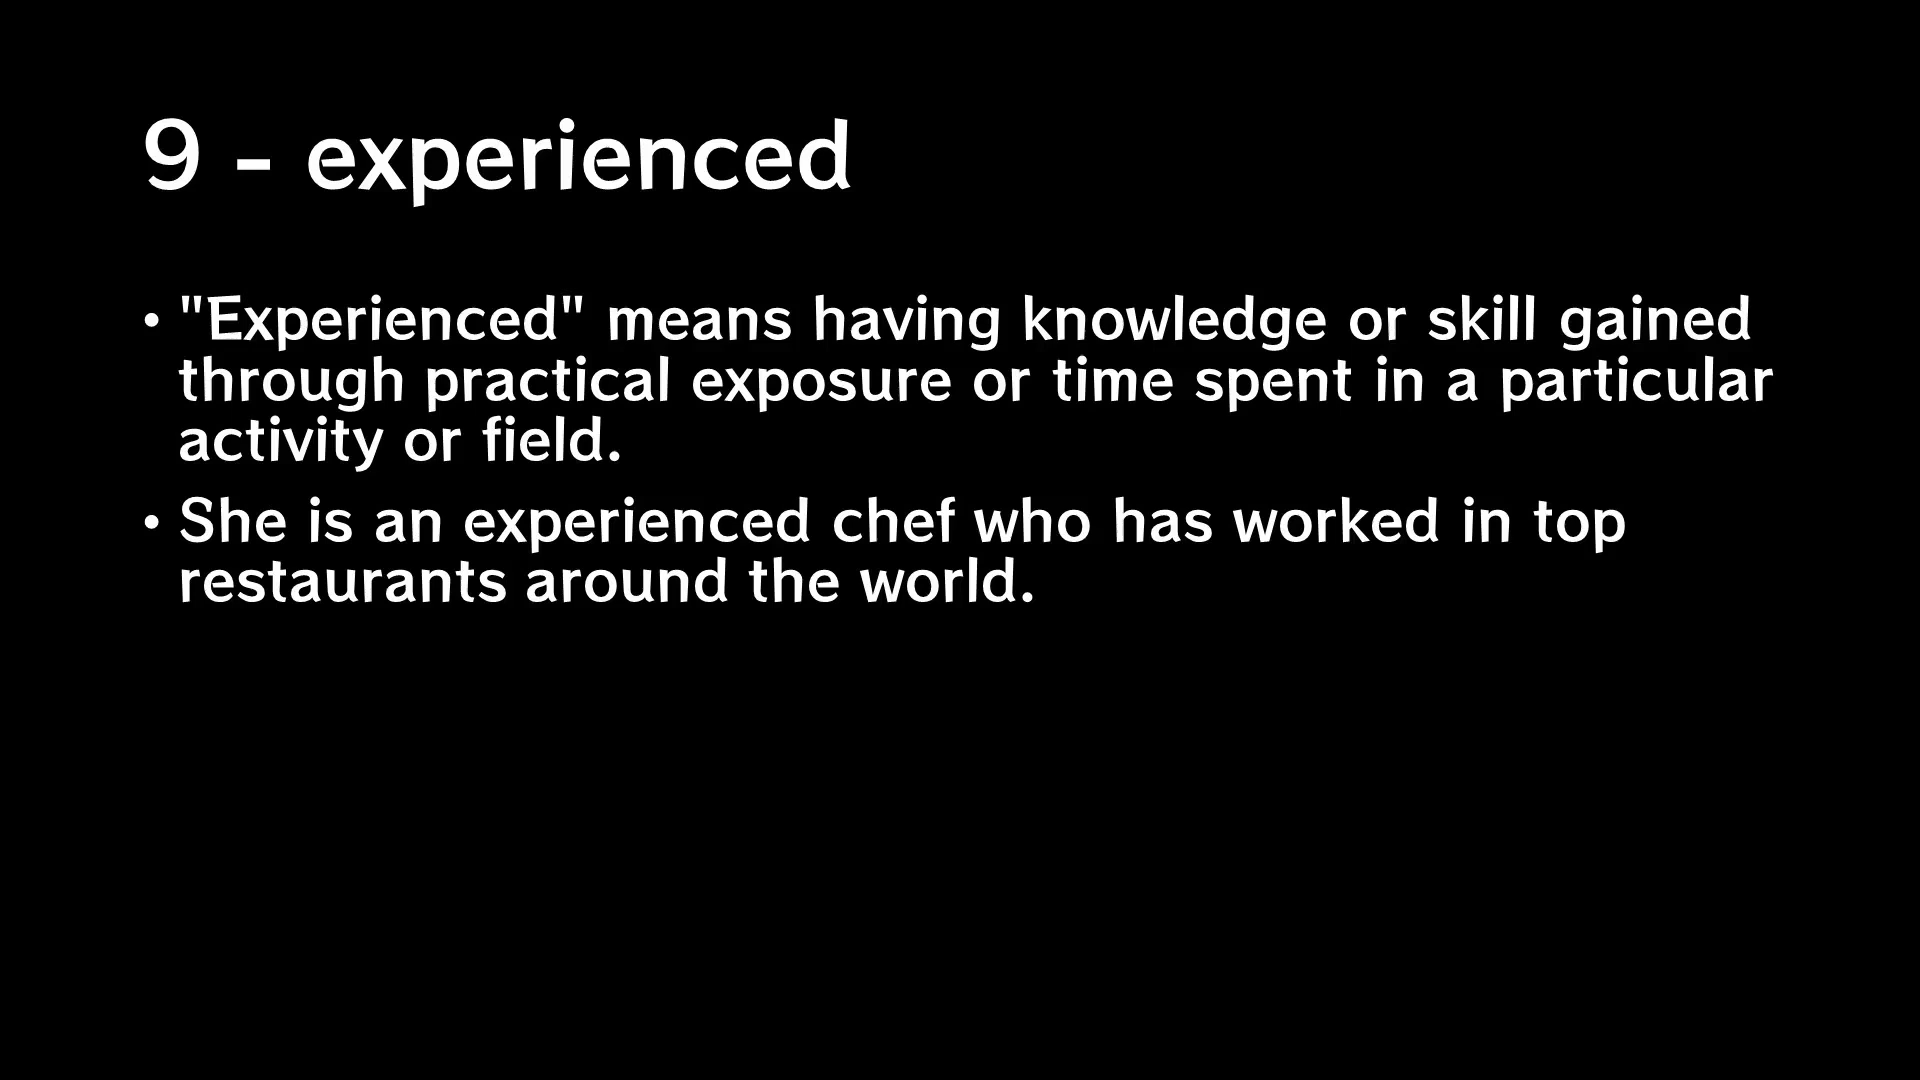 9 - experienced
• "Experienced" means having knowledge or skill gained
through practical exposure or time spent in a particular
activity or field.
• She is an experienced chef who has worked in top
restaurants around the world.